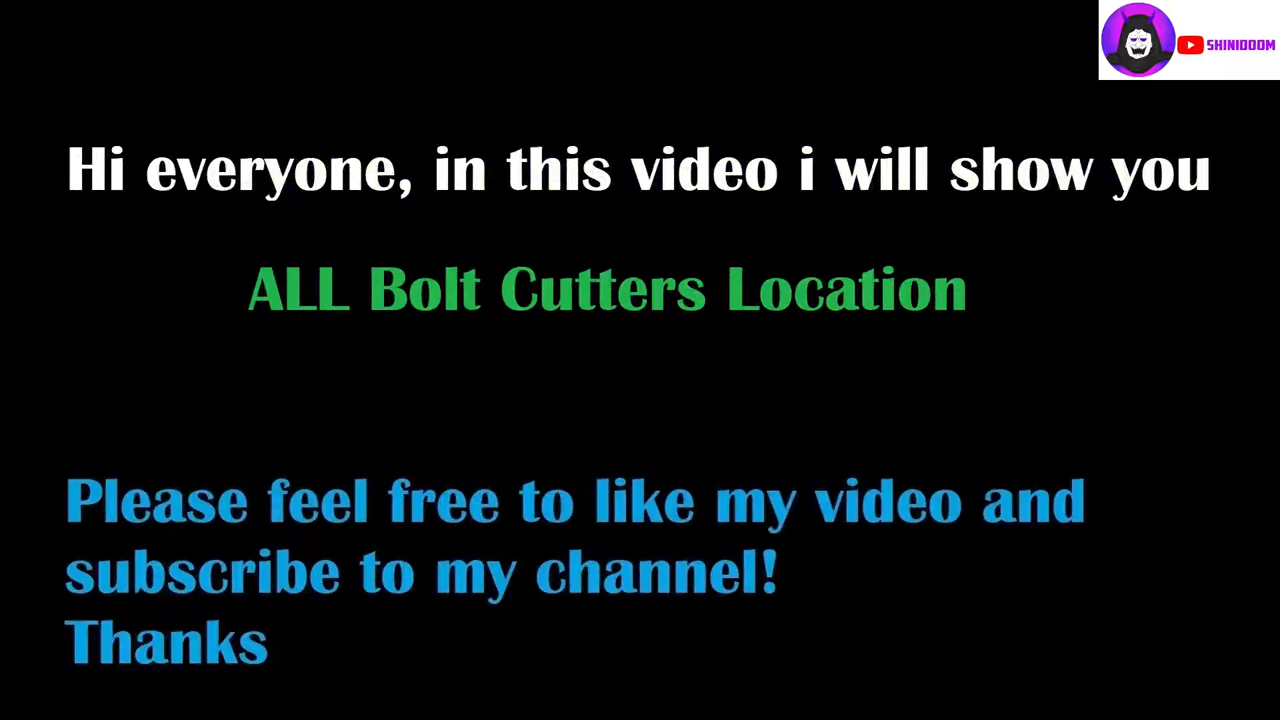 SHINIDOOM
Hi everyone, in this video i will show you
ALL Bolt Cutters Location
Please feel free to like my video and
subscribe to my channel!
Thanks